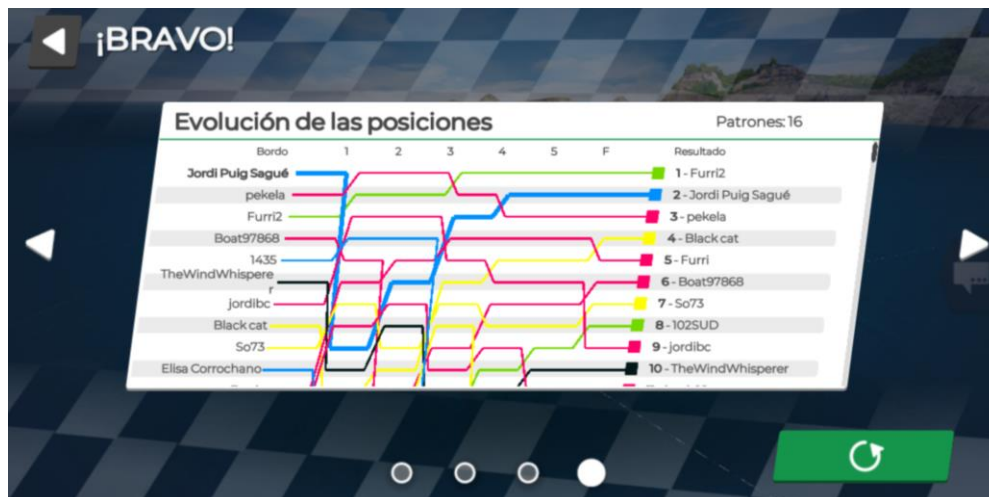 ¡BRAVO!
Evolución de las posiciones
Patrones: 16
Bordo 1 2 3 4 5 F Resultado
Jordi Puig Sagué 1 - Furri2
pekela 2 - Jordi Puig Sagué
Furri2 3 - pekela
Boat97868 4 - Black cat
1435 5 - Furri
TheWindWhispere
r 6 - Boat97868
jordibc 7 - So73
Black cat 8 - 102SUD
So73 9 - jordibc
Elisa Corrochano 10 - TheWindWhisperer